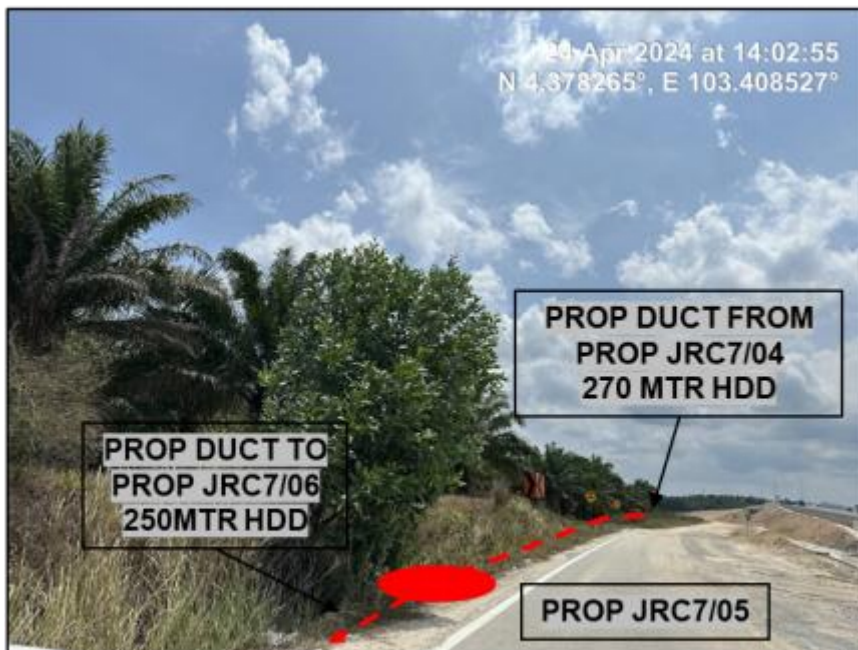 24 Apr 2024 at 14:02:55
N 4.378265°, E 103.408527°
PROP DUCT FROM
PROP JRC7/04
270 MTR HDD
PROP DUCT TO
PROP JRC7/06
250MTR HDD
PROP JRC7/05